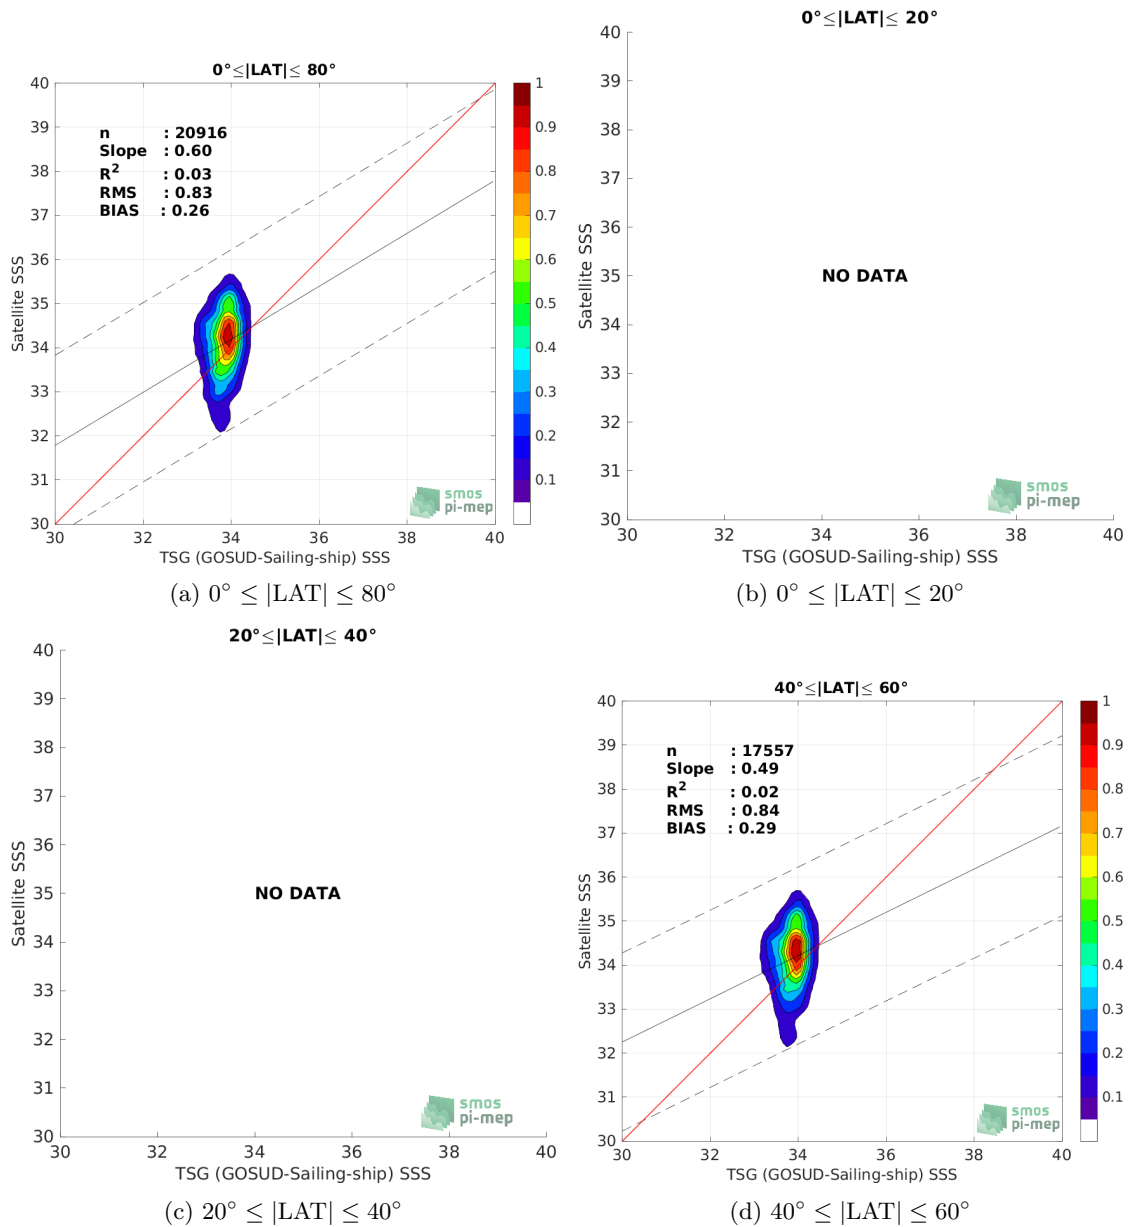 0°≤|LAT|≤ 80°
n : 20916
Slope : 0.60
R² : 0.03
RMS : 0.83
BIAS : 0.26
40
39
38
37
36
35
34
33
32
31
30
Satellite SSS
30 32 34 36 38 40
TSG (GOSUD-Sailing-ship) SSS
1
0.9
0.8
0.7
0.6
0.5
0.4
0.3
0.2
0.1
smos
pi-mep
(a) 0° ≤ |LAT| ≤ 80°
0°≤|LAT|≤ 20°
40
39
38
37
36
35
34
33
32
31
30
Satellite SSS
NO DATA
smos
pi-mep
30 32 34 36 38 40
TSG (GOSUD-Sailing-ship) SSS
(b) 0° ≤ |LAT| ≤ 20°
20°≤|LAT|≤ 40°
40
39
38
37
36
35
34
33
32
31
30
Satellite SSS
NO DATA
smos
pi-mep
30 32 34 36 38 40
TSG (GOSUD-Sailing-ship) SSS
(c) 20° ≤ |LAT| ≤ 40°
40°≤|LAT|≤ 60°
n : 17557
Slope : 0.49
R² : 0.02
RMS : 0.84
BIAS : 0.29
40
39
38
37
36
35
34
33
32
31
30
Satellite SSS
30 32 34 36 38 40
TSG (GOSUD-Sailing-ship) SSS
1
0.9
0.8
0.7
0.6
0.5
0.4
0.3
0.2
0.1
smos
pi-mep
(d) 40° ≤ |LAT| ≤ 60°